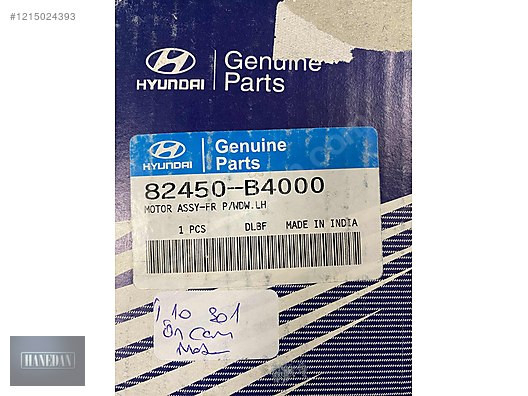 #1215024393
HYUNDAI
Genuine
Parts
HYUNDAI
Genuine
Parts
82450-B4000
MOTOR ASSY-FR P/WDW.LH
1 PCS DLBF MADE IN INDIA
i10 sol
ön cam
HANEDAN